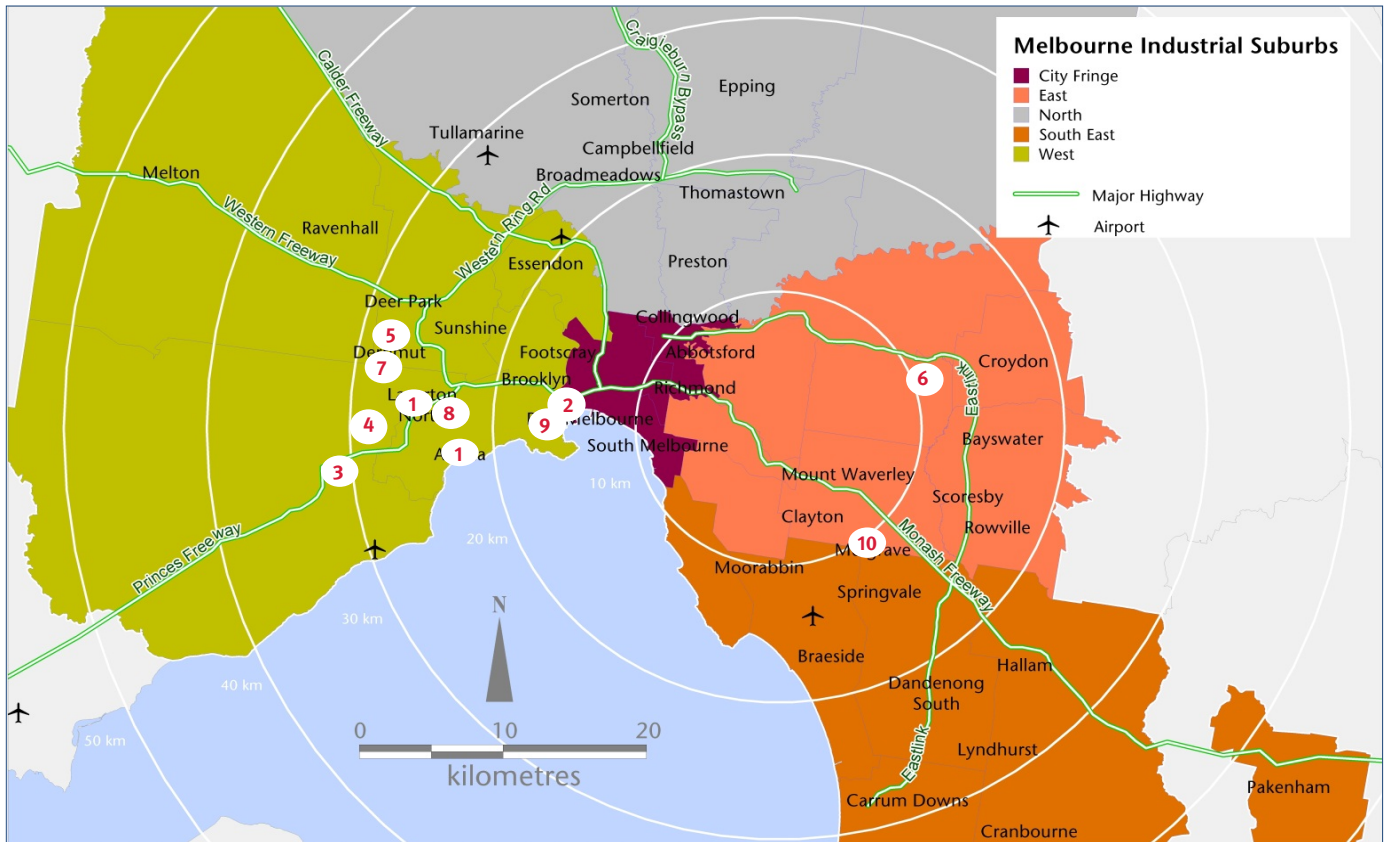 Melbourne Industrial Suburbs
City Fringe
East
North
South East
West
Major Highway
Airport
Craigieburn Bypass
Calder Freeway
Epping
Somerton
Tullamarine
Campbellfield
Broadmeadows
Melton
Thomastown
Western Freeway
Western Ring Rd
Ravenhall
Essendon
Preston
Deer Park
Sunshine
Collingwood
5
Footscray
Abbotsford
Croydon
7
Brooklyn
6
Richmond
Eastlink
1
2
8
4
9
Melbourne
South Melbourne
Bayswater
1
3
10 km
Mount Waverley
Scoresby
Clayton
Rowville
20 km
10
Monash Freeway
Princes Freeway
Moorabbin
Springvale
N
30 km
Braeside
Hallam
40 km
Dandenong
South
0 10 20
kilometres
50 km
Eastlink
Lyndhurst
Pakenham
Carrum Downs
Cranbourne